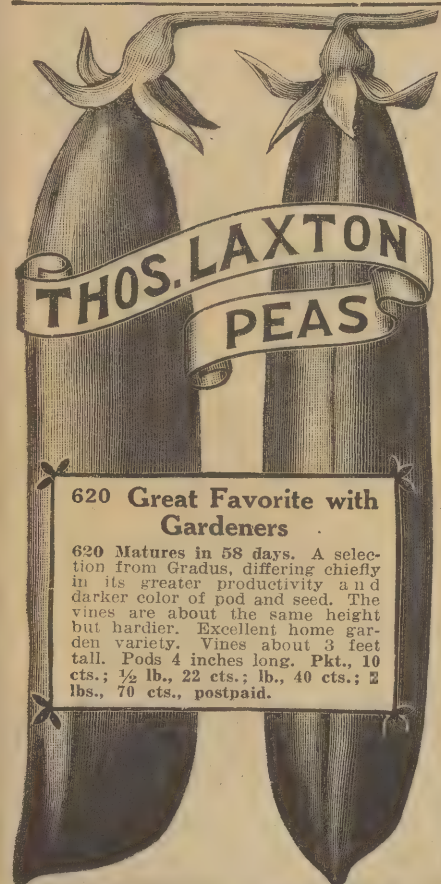 THOS. LAXTON
PEAS
620 Great Favorite with
Gardeners
620 Matures in 58 days. A selec-
tion from Gradus, differing chiefly
in its greater productivity and
darker color of pod and seed. The
vines are about the same height
but hardier. Excellent home gar-
den variety. Vines about 3 feet
tall. Pods 4 inches long. Pkt., 10
cts.; ½ lb., 22 cts.; lb., 40 cts.; 2
lbs., 70 cts., postpaid.